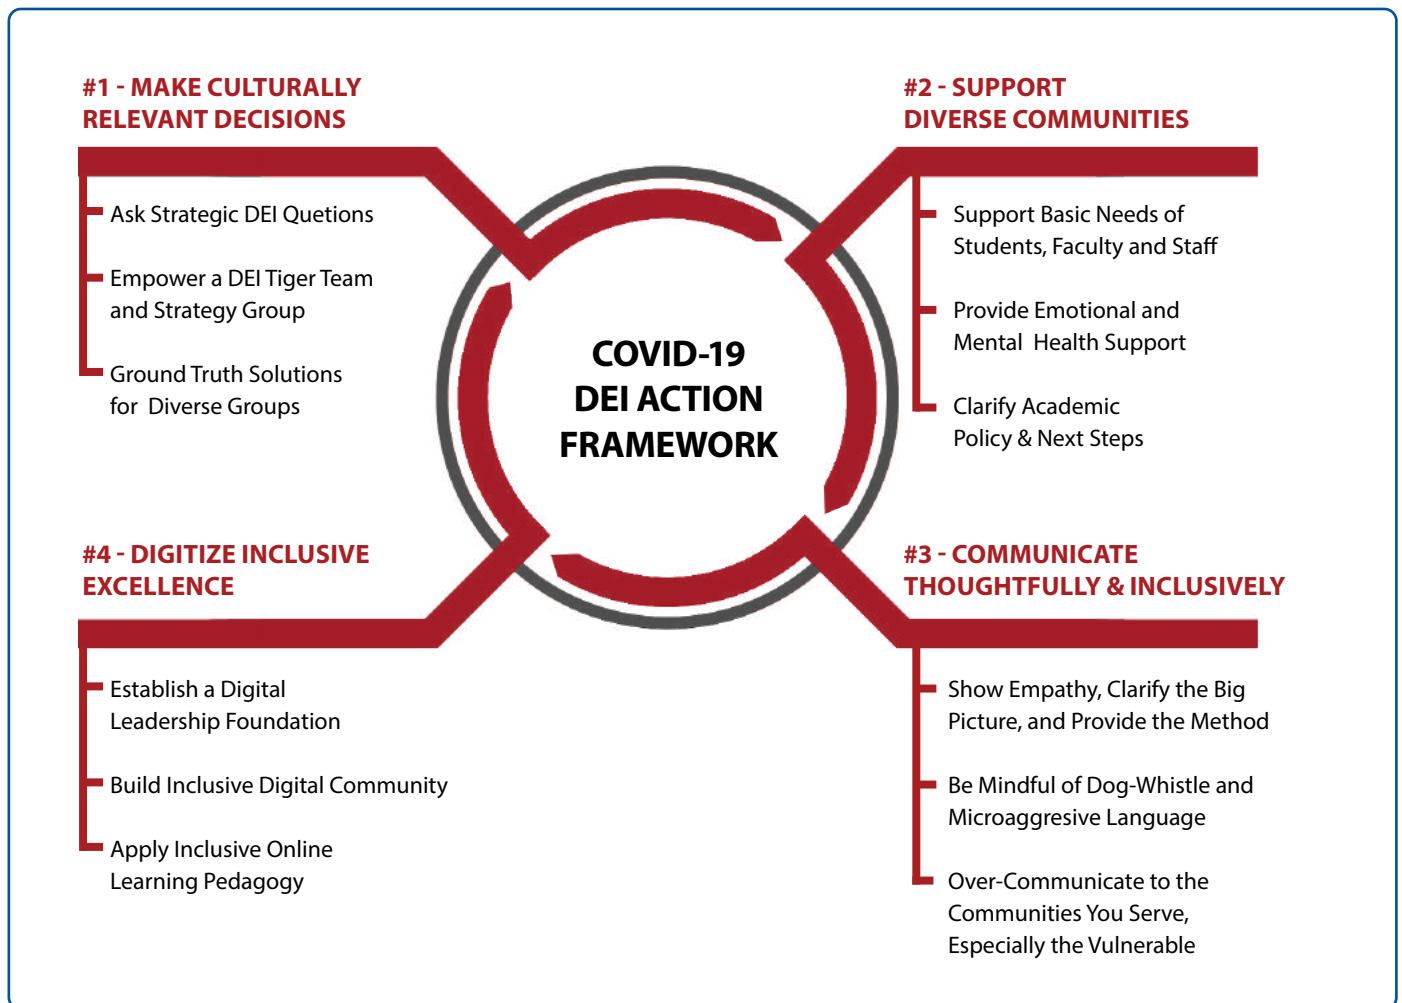 #1 - MAKE CULTURALLY
RELEVANT DECISIONS
Ask Strategic DEI Quetions
Empower a DEI Tiger Team
and Strategy Group
Ground Truth Solutions
for Diverse Groups
#2 - SUPPORT
DIVERSE COMMUNITIES
Support Basic Needs of
Students, Faculty and Staff
Provide Emotional and
Mental Health Support
Clarify Academic
Policy & Next Steps
COVID-19
DEI ACTION
FRAMEWORK
#3 - COMMUNICATE
THOUGHTFULLY & INCLUSIVELY
Show Empathy, Clarify the Big
Picture, and Provide the Method
Be Mindful of Dog-Whistle and
Microaggresive Language
Over-Communicate to the
Communities You Serve,
Especially the Vulnerable
#4 - DIGITIZE INCLUSIVE
EXCELLENCE
Establish a Digital
Leadership Foundation
Build Inclusive Digital Community
Apply Inclusive Online
Learning Pedagogy